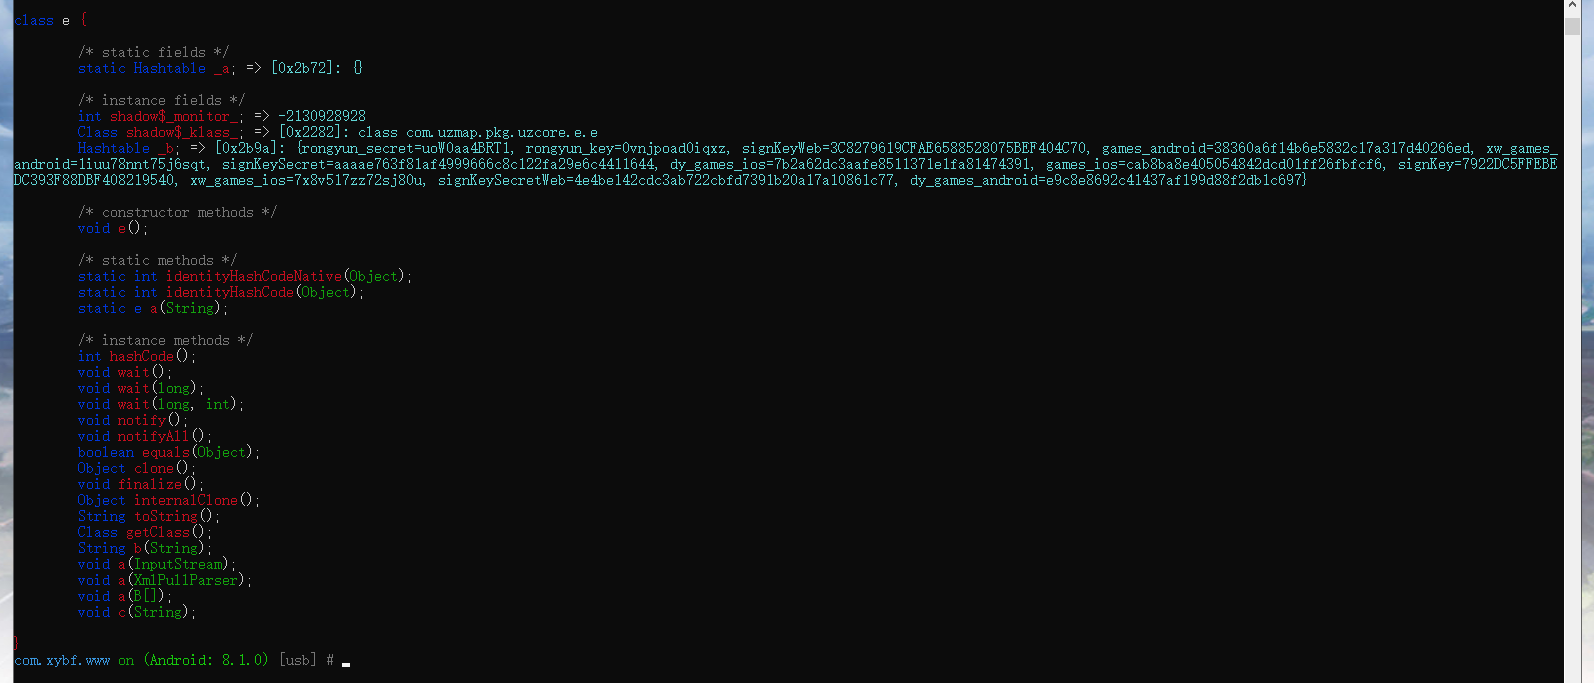 class e {
/* static fields */
static Hashtable _a; => [0x2b72]: {}
/* instance fields */
int shadow$_monitor_; => -2130928928
Class shadow$_klass_; => [0x2282]: class com.uzmap.pkg.uzcore.e.e
Hashtable _b; => [0x2b9a]: {rongyun_secret=uoW0aa4BRT1, rongyun_key=0vnjpoad0iqxz, signKeyWeb=3C8279619CFAE6588528075BEF404C70, games_android=38360a6f14b6e5832c17a317d40266ed, xw_games_
android=liuu78nnt75j6sqt, signKeySecret=aaaae763f81af4999666c8c122fa29e6c4411644, dy_games_ios=7b2a62dc3aafe8511371e1fa81474391, games_ios=cab8ba8e405054842dcd01ff26fbfcf6, signKey=7922DC5FFEBE
DC393F88DBF408219540, xw_games_ios=7x8v517zz72sj80u, signKeySecretWeb=4e4be142cdc3ab722cbfd7391b20a17a10861c77, dy_games_android=e9c8e8692c41437af199d88f2db1c697}
/* constructor methods */
void e();
/* static methods */
static int identityHashCodeNative(Object);
static int identityHashCode(Object);
static e a(String);
/* instance methods */
int hashCode();
void wait();
void wait(long);
void wait(long, int);
void notify();
void notifyAll();
boolean equals(Object);
Object clone();
void finalize();
Object internalClone();
String toString();
Class getClass();
String b(String);
void a(InputStream);
void a(XmlPullParser);
void a(B[]);
void c(String);
}
com.xybf.www on (Android: 8.1.0) [usb] #